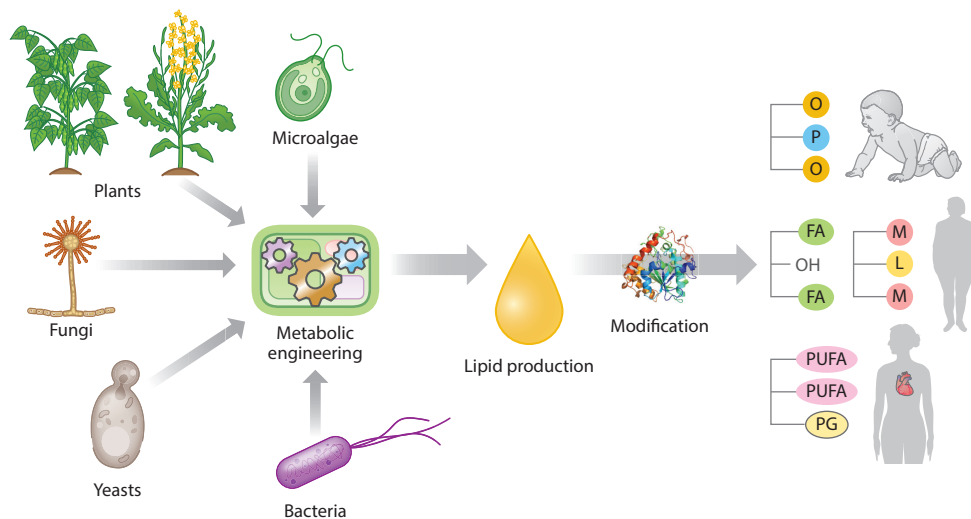 Plants
Microalgae
Fungi
Yeasts
Bacteria
Metabolic
engineering
Lipid production
Modification
O
P
O
FA
OH
FA
M
L
M
PUFA
PUFA
PG